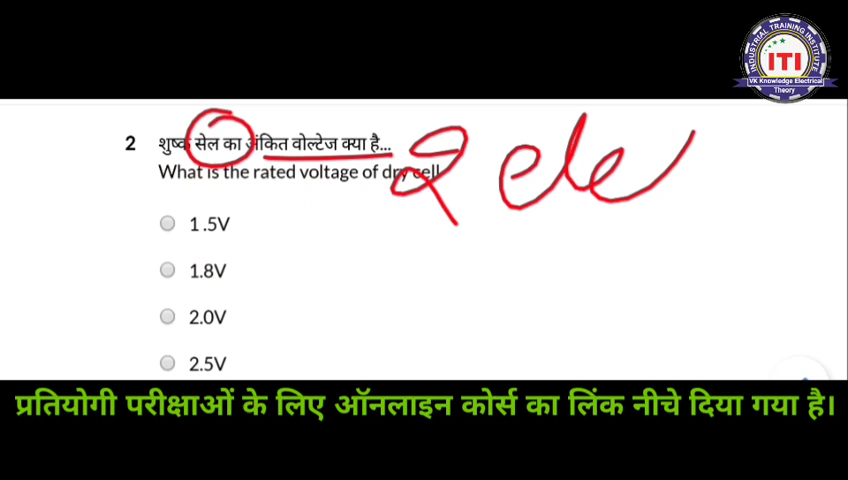 INDUSTRIAL TRAINING INSTITUTE
ITI
VK Knowledge Electrical
Theory
2 शुष्क सेल का अंकित वोल्टेज क्या है...
What is the rated voltage of dry cell
1.5V
1.8V
2.0V
2.5V
प्रतियोगी परीक्षाओं के लिए ऑनलाइन कोर्स का लिंक नीचे दिया गया है।